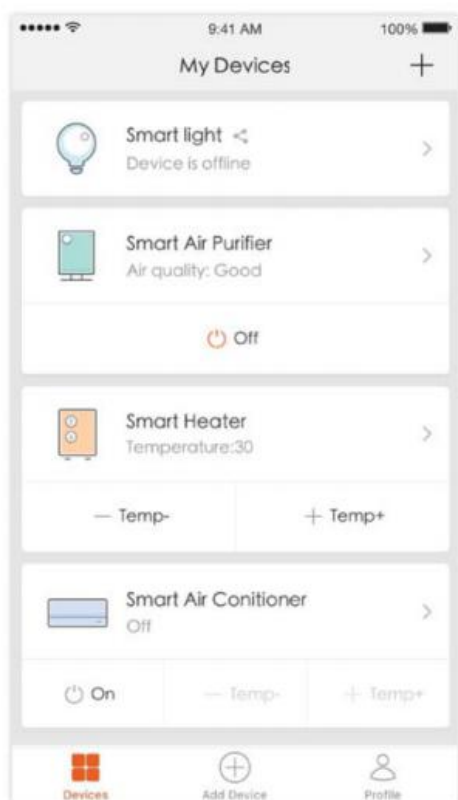 9:41 AM 100%
My Devices
Smart light
Device is offline
Smart Air Purifier
Air quality: Good
Off
Smart Heater
Temperature:30
Temp- Temp+
Smart Air Conitioner
Off
On Temp- Temp+
Devices Add Device Profile